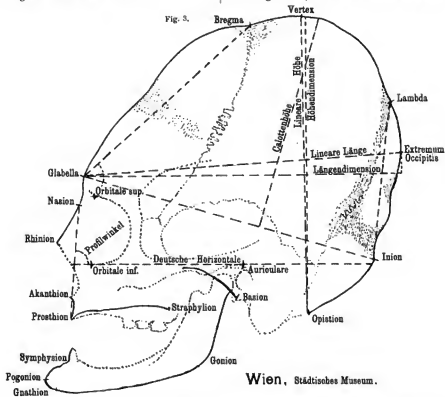 Fig. 3.
Vertex
Bregma
Lineare Höhe
Höhendimension
Calottenhöhe
Lambda
Lineare Länge
Extremum
Occipitis
Längendimension
Glabella
Orbitale sup.
Nasion
Profilwinkel
Rhinion
Deutsche Horizontale
Inion
Orbitale inf.
Auriculare
Akanthion
Basion
Straphylion
Prosthion
Opistion
Symphysion
Gonion
Pogonion
Gnathion
Wien, Städtisches Museum.